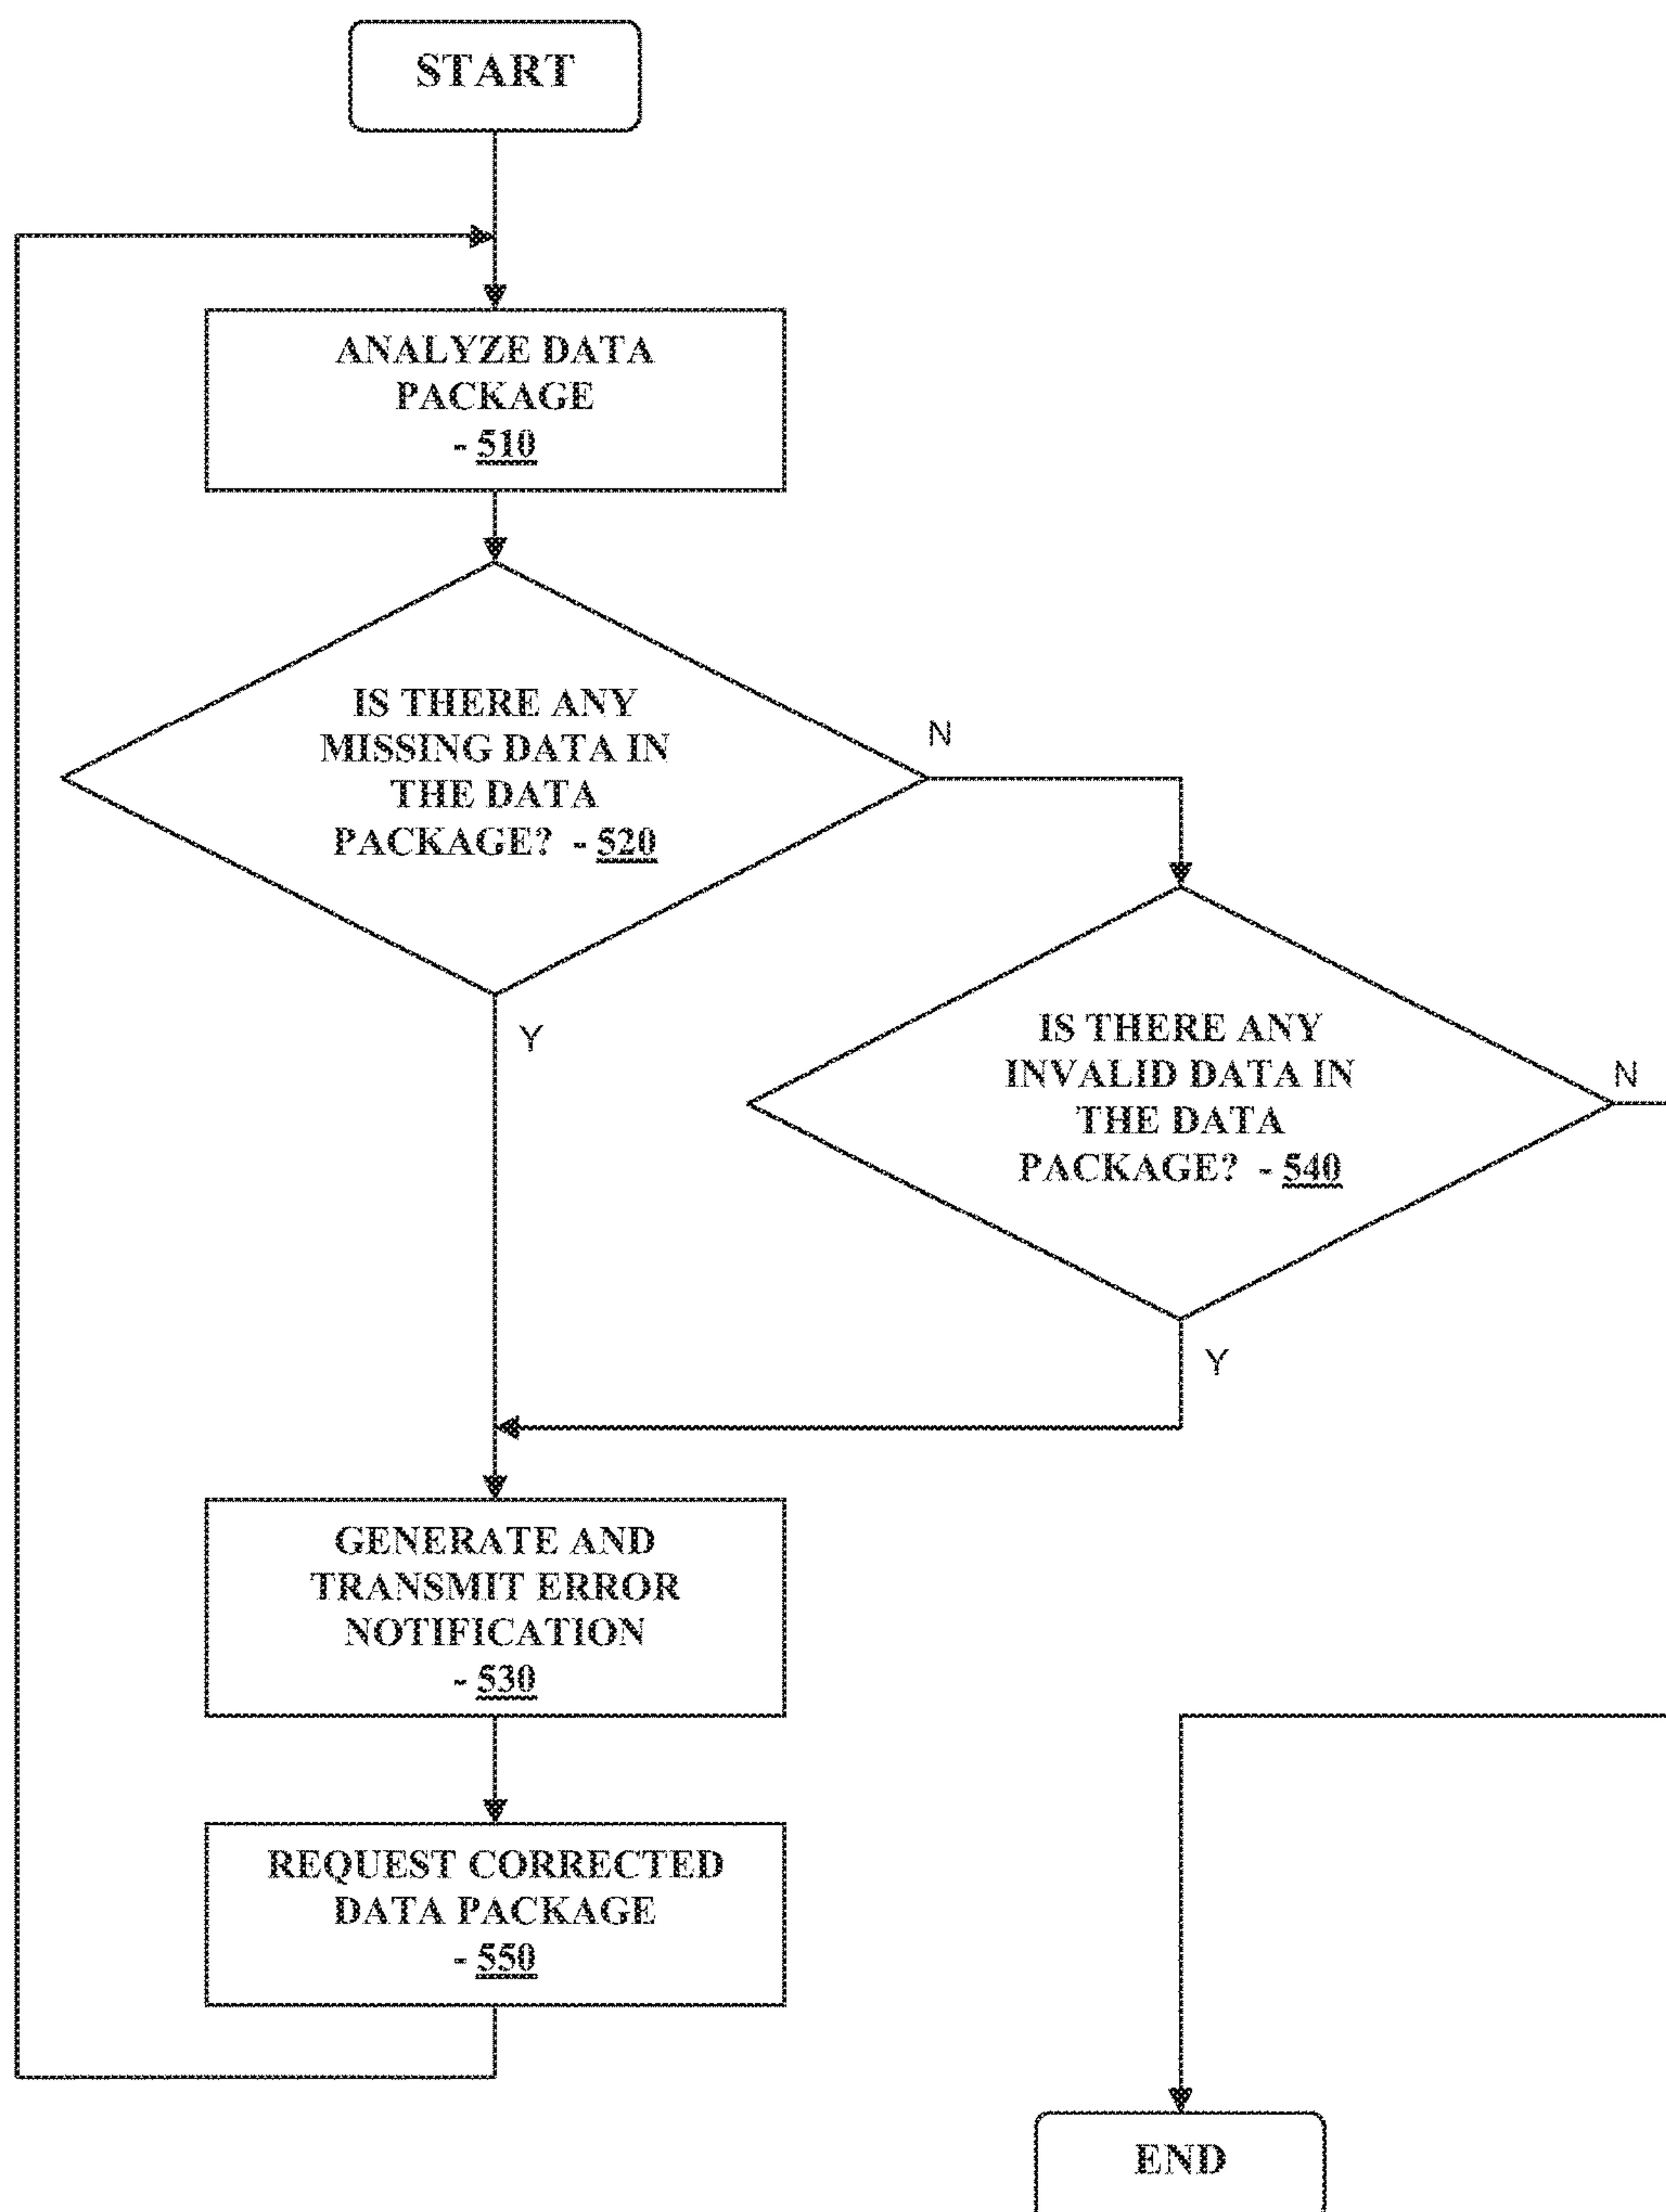 START
ANALYZE DATA
PACKAGE
- 510
IS THERE ANY
MISSING DATA IN
THE DATA
PACKAGE? - 520
N
Y
IS THERE ANY
INVALID DATA IN
THE DATA
PACKAGE? - 540
N
Y
GENERATE AND
TRANSMIT ERROR
NOTIFICATION
- 530
REQUEST CORRECTED
DATA PACKAGE
- 550
END